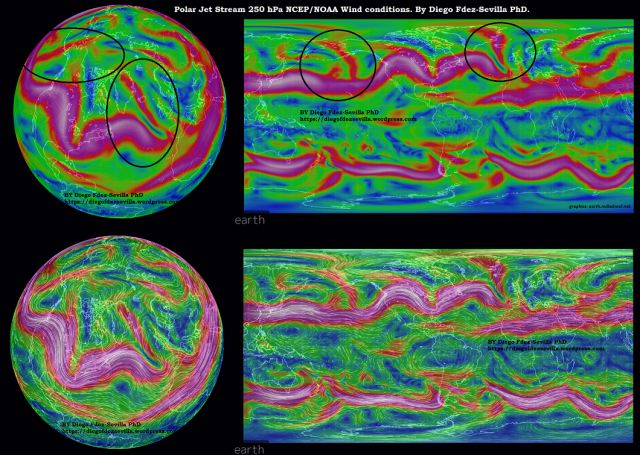 Polar Jet Stream 250 hPa NCEP/NOAA Wind conditions. By Diego Fdez-Sevilla PhD.
BY Diego Fdez-Sevilla PhD
https://diegofdezsevilla.wordpress.com
BY Diego Fdez-Sevilla PhD
https://diegofdezsevilla.wordpress.com
graphics: earth.nullschool.net
earth
BY Diego Fdez-Sevilla PhD
https://diegofdezsevilla.wordpress.com
BY Diego Fdez-Sevilla PhD
https://diegofdezsevilla.wordpress.com
earth